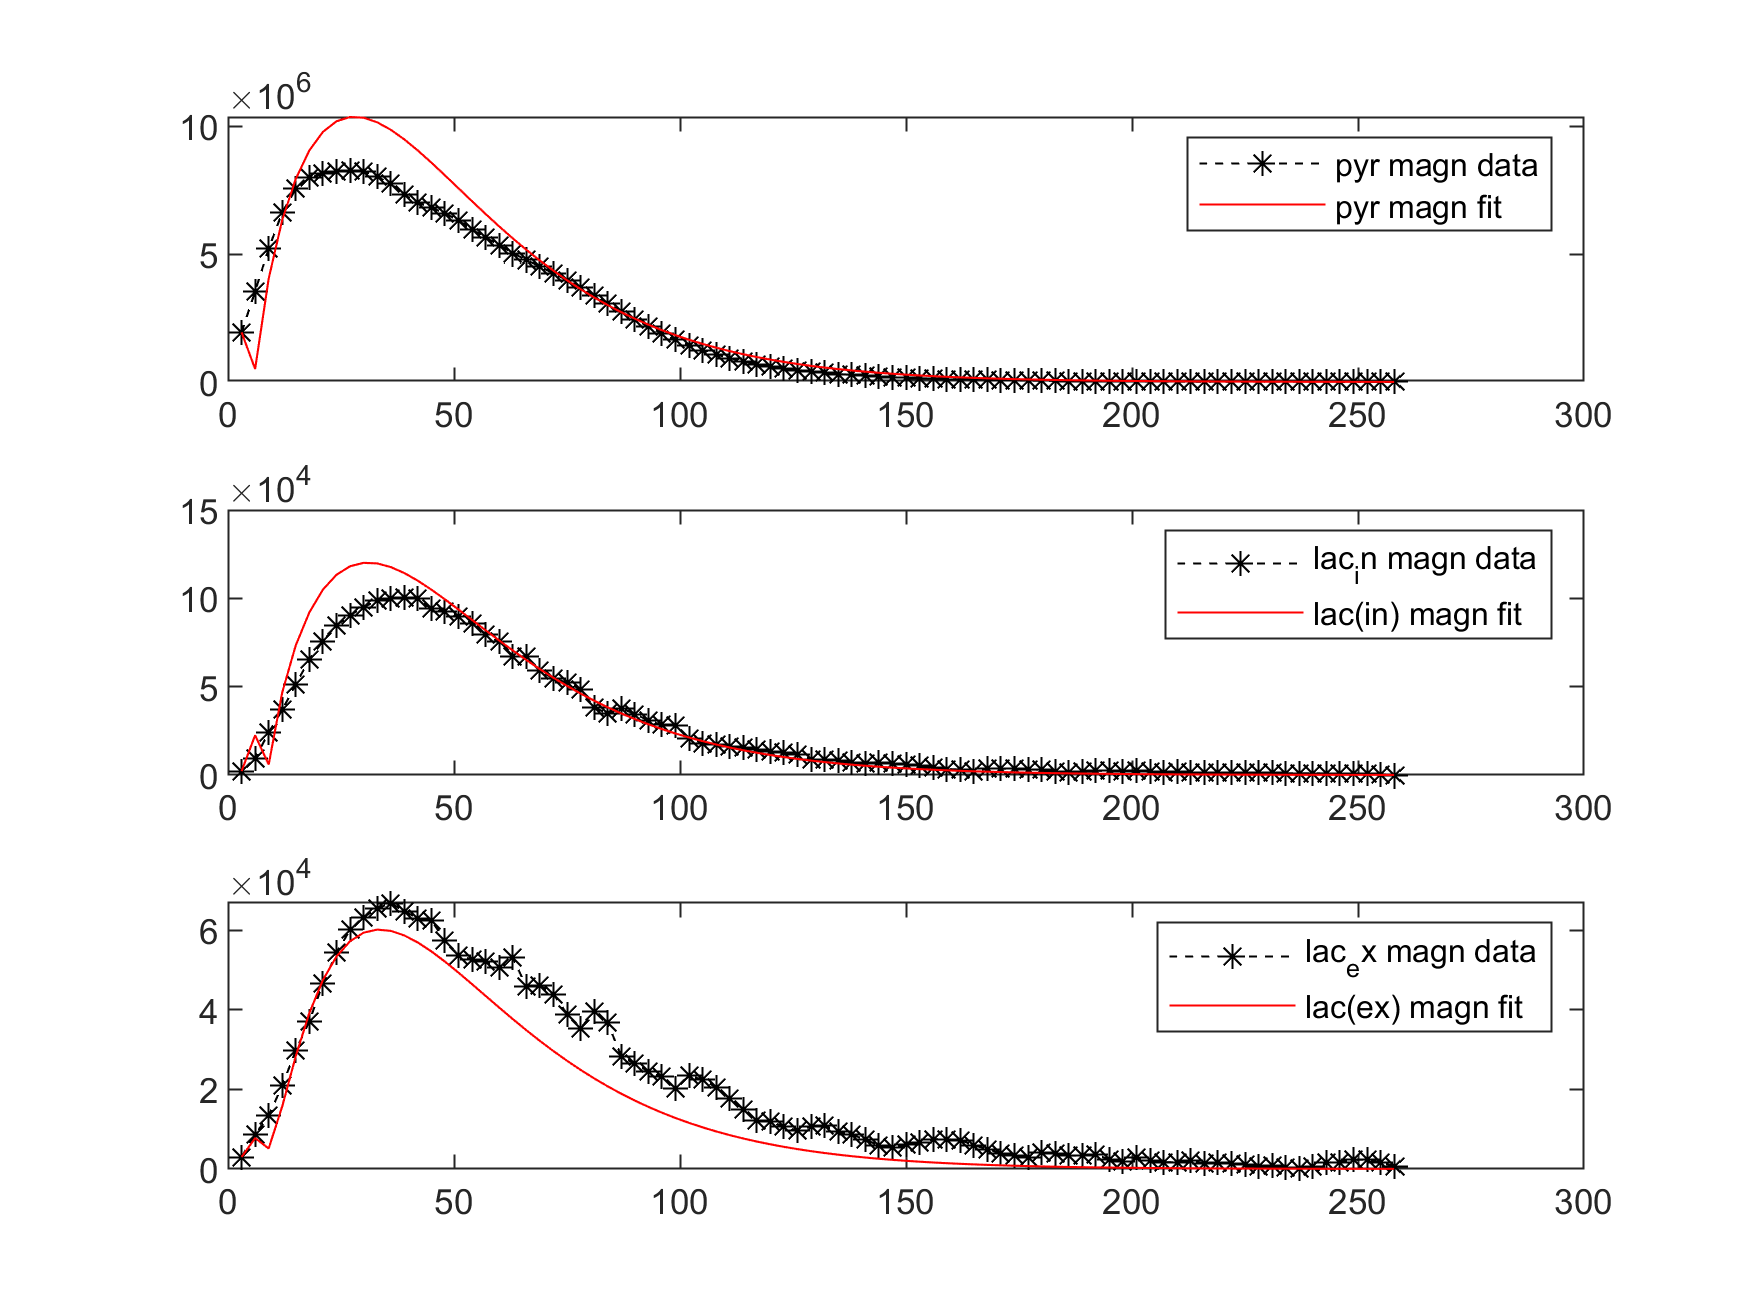 ×10^6
10
5
0
0 50 100 150 200 250 300
pyr magn data
pyr magn fit
×10^4
15
10
5
0
0 50 100 150 200 250 300
lac_in magn data
lac(in) magn fit
×10^4
6
4
2
0
0 50 100 150 200 250 300
lac_ex magn data
lac(ex) magn fit